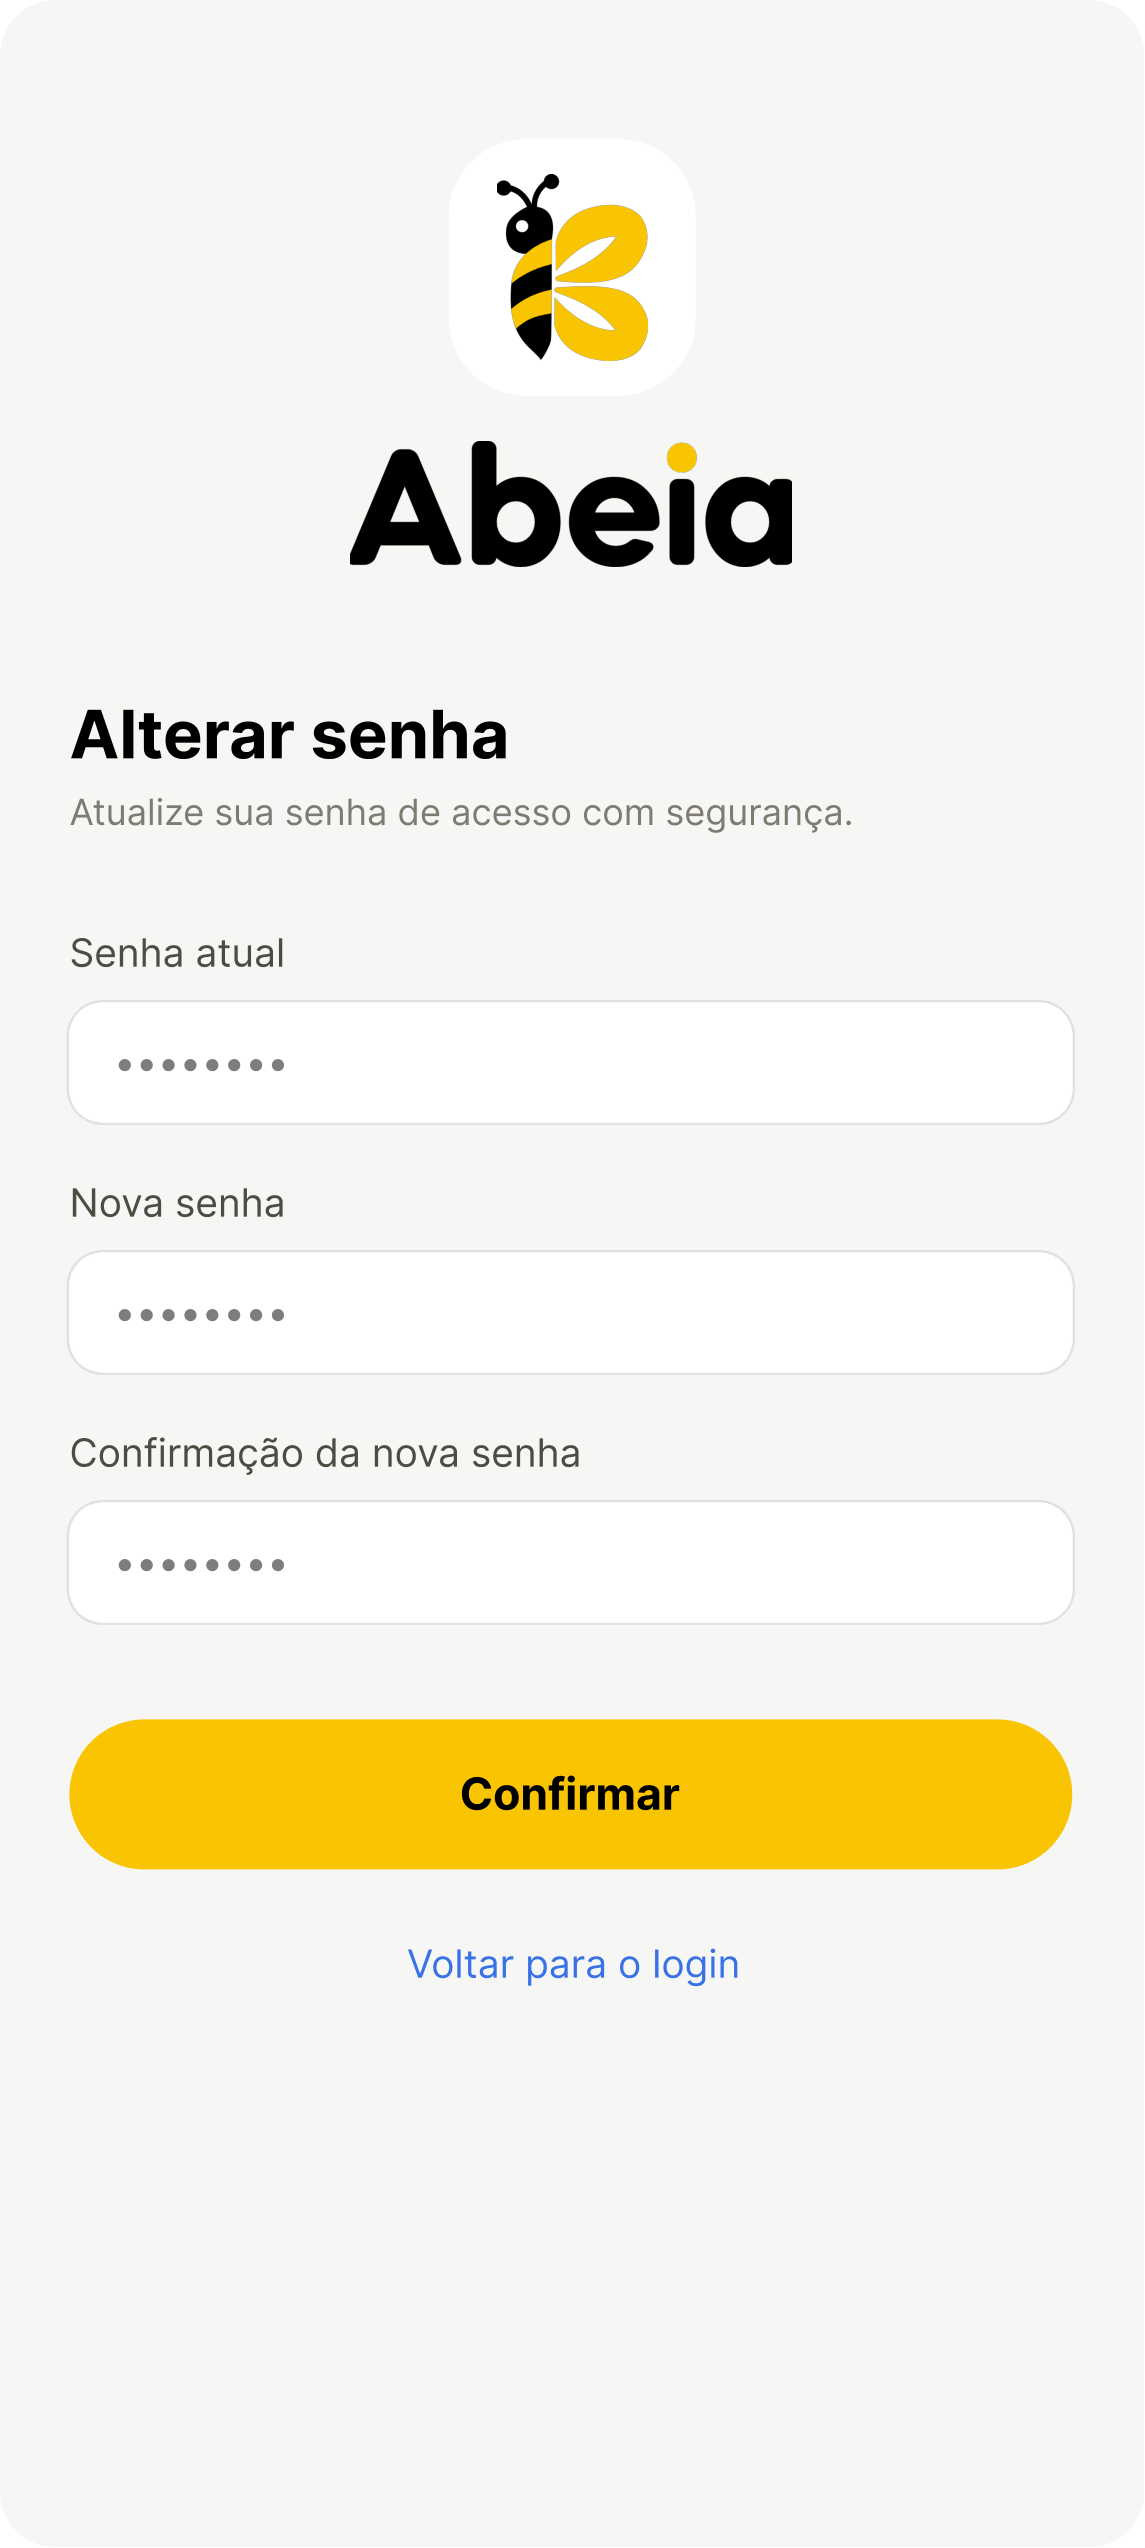 Abeia
Alterar senha
Atualize sua senha de acesso com segurança.
Senha atual
••••••••
Nova senha
••••••••
Confirmação da nova senha
••••••••
Confirmar
Voltar para o login